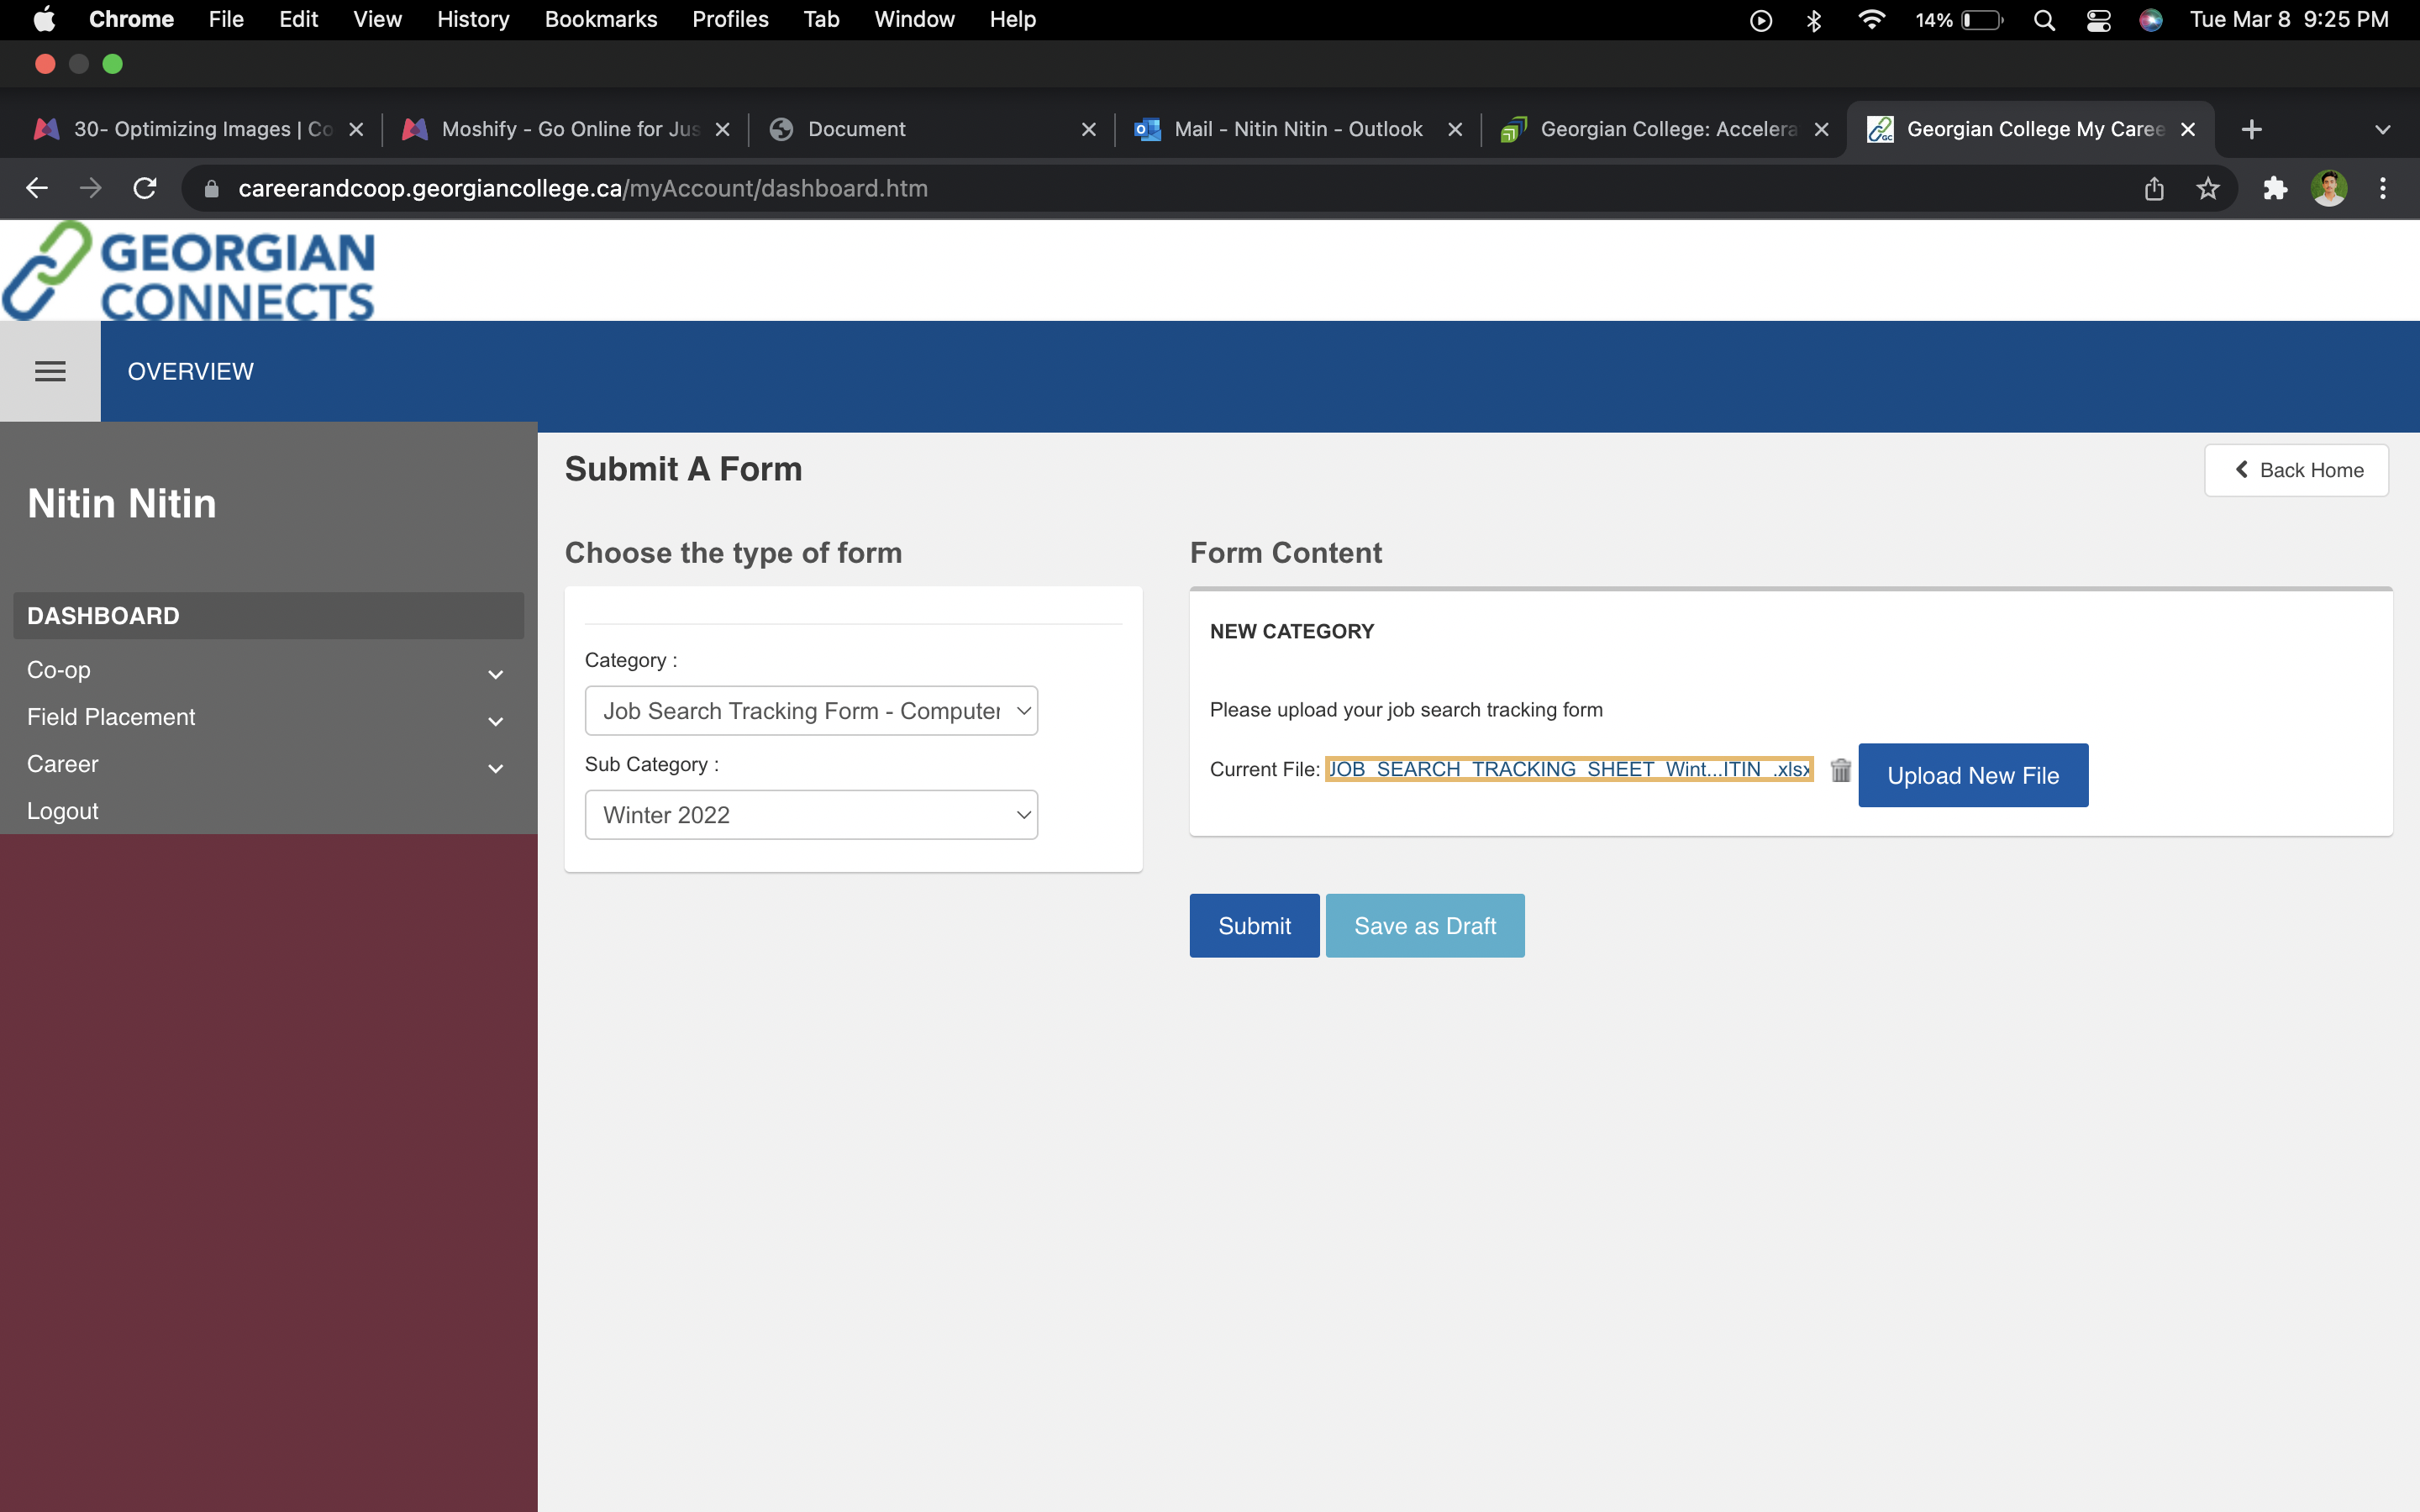 Chrome File Edit View History Bookmarks Profiles Tab Window Help 14% Tue Mar 8 9:25 PM
30- Optimizing Images | Co Moshify - Go Online for Jus Document Mail - Nitin Nitin - Outlook Georgian College: Accelera Georgian College My Caree
careerandcoop.georgiancollege.ca/myAccount/dashboard.htm
GEORGIAN
CONNECTS
OVERVIEW
Nitin Nitin
DASHBOARD
Co-op
Field Placement
Career
Logout
Submit A Form
Back Home
Choose the type of form
Category :
Job Search Tracking Form - Computer
Sub Category :
Winter 2022
Form Content
NEW CATEGORY
Please upload your job search tracking form
Current File: JOB_SEARCH_TRACKING_SHEET_Wint...ITIN_.xlsx Upload New File
Submit Save as Draft